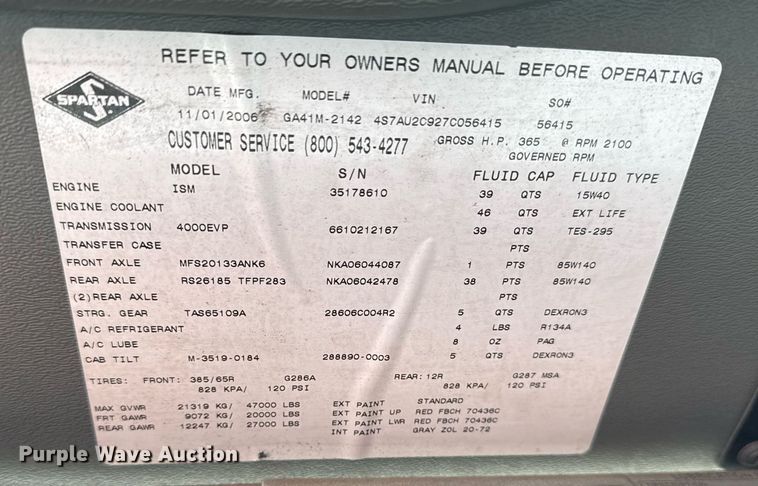 REFER TO YOUR OWNERS MANUAL BEFORE OPERATING
SPARTAN
DATE MFG. MODEL# VIN SO#
11/01/2006 GA41M-2142 4S7AU2C927C056415 56415
CUSTOMER SERVICE (800) 543-4277 GROSS H.P. 365 @ RPM 2100
GOVERNED RPM
MODEL S/N FLUID CAP FLUID TYPE
ENGINE ISM 35178610 39 QTS 15W40
ENGINE COOLANT 46 QTS EXT LIFE
TRANSMISSION 4000EVP 6610212167 39 QTS TES-295
TRANSFER CASE PTS
FRONT AXLE MFS20133ANK6 NKA06044087 1 PTS 85W140
REAR AXLE RS26185 TFPF283 NKA06042478 38 PTS 85W140
(2)REAR AXLE PTS
STRG. GEAR TAS65109A 28606C004R2 5 QTS DEXRON3
A/C REFRIGERANT 4 LBS R134A
A/C LUBE 8 OZ PAG
CAB TILT M-3519-0184 288890-0003 5 QTS DEXRON3
TIRES: FRONT: 385/65R G286A REAR: 12R G287 MSA
828 KPA/ 120 PSI 828 KPA/ 120 PSI
MAX GVWR 21319 KG/ 47000 LBS EXT PAINT STANDARD
FRT GAWR 9072 KG/ 20000 LBS EXT PAINT UP RED FBCH 70436C
REAR GAWR 12247 KG/ 27000 LBS EXT PAINT LWR RED FBCH 70436C
INT PAINT GRAY ZOL 20-72
Purple Wave Auction